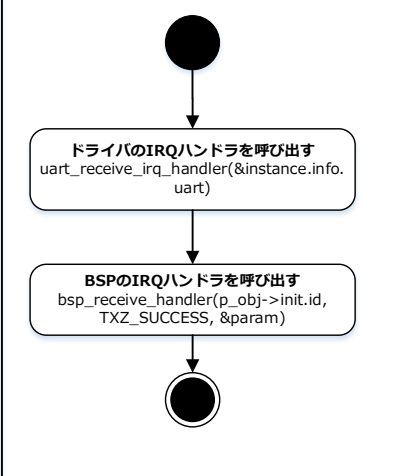 ドライバのIRQハンドラを呼び出す
uart_receive_irq_handler(&instance.info.
uart)
BSPのIRQハンドラを呼び出す
bsp_receive_handler(p_obj->init.id,
TXZ_SUCCESS, &param)